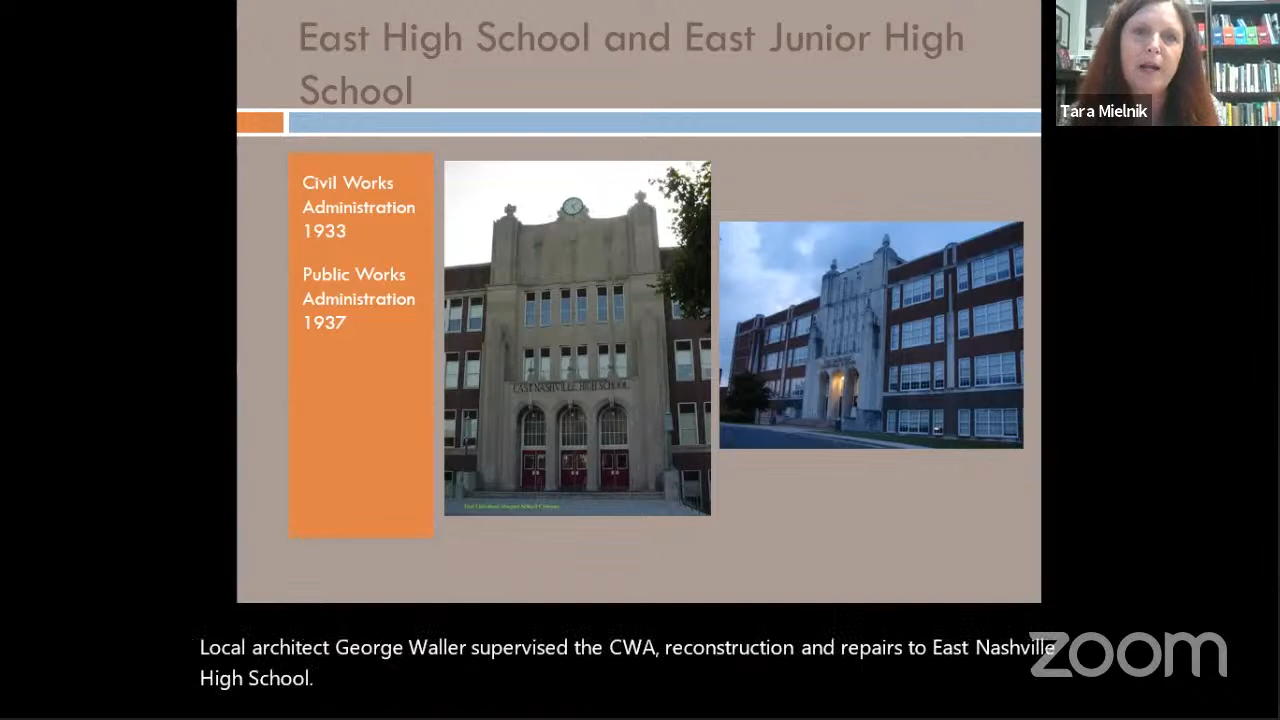 East High School and East Junior High
School
Tara Mielnik
Civil Works
Administration
1933
Public Works
Administration
1937
EAST NASHVILLE HIGH SCHOOL
Local architect George Waller supervised the CWA, reconstruction and repairs to East Nashville
High School.
zoom